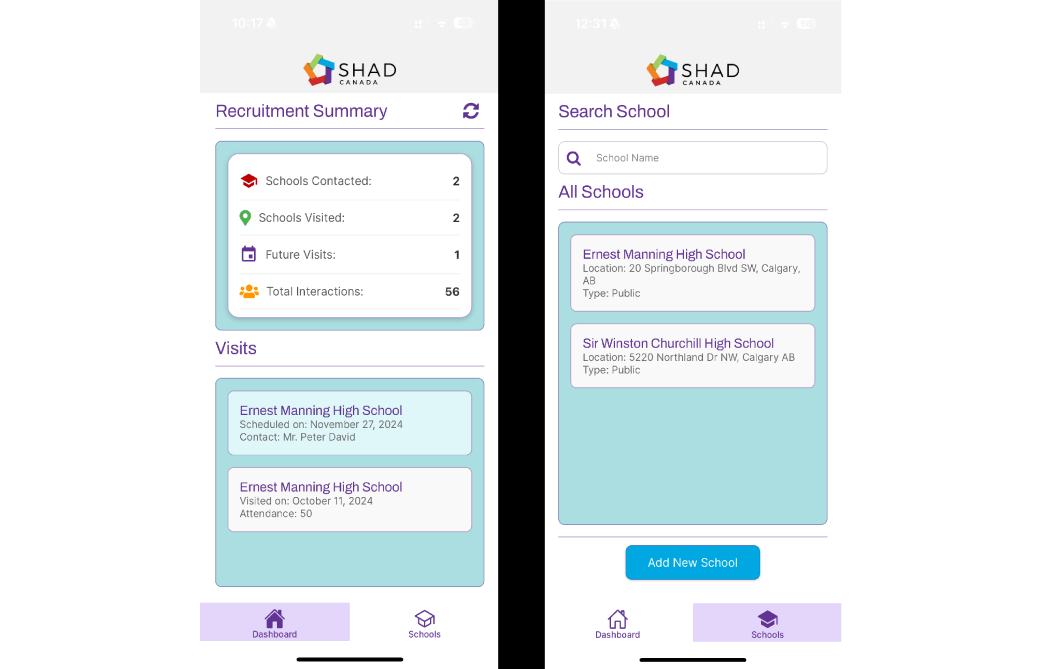 10:17
SHAD
CANADA
Recruitment Summary
Schools Contacted: 2
Schools Visited: 2
Future Visits: 1
Total Interactions: 56
Visits
Ernest Manning High School
Scheduled on: November 27, 2024
Contact: Mr. Peter David
Ernest Manning High School
Visited on: October 11, 2024
Attendance: 50
Dashboard
Schools
12:31
SHAD
CANADA
Search School
School Name
All Schools
Ernest Manning High School
Location: 20 Springborough Blvd SW, Calgary,
AB
Type: Public
Sir Winston Churchill High School
Location: 5220 Northland Dr NW, Calgary AB
Type: Public
Add New School
Dashboard
Schools